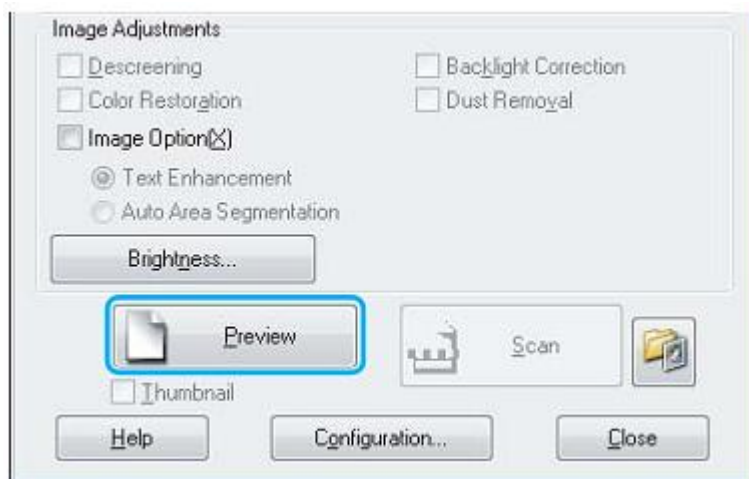 Image Adjustments
Descreening Backlight Correction
Color Restoration Dust Removal
Image Option(X)
Text Enhancement
Auto Area Segmentation
Brightness...
Preview Scan
Thumbnail
Help Configuration... Close